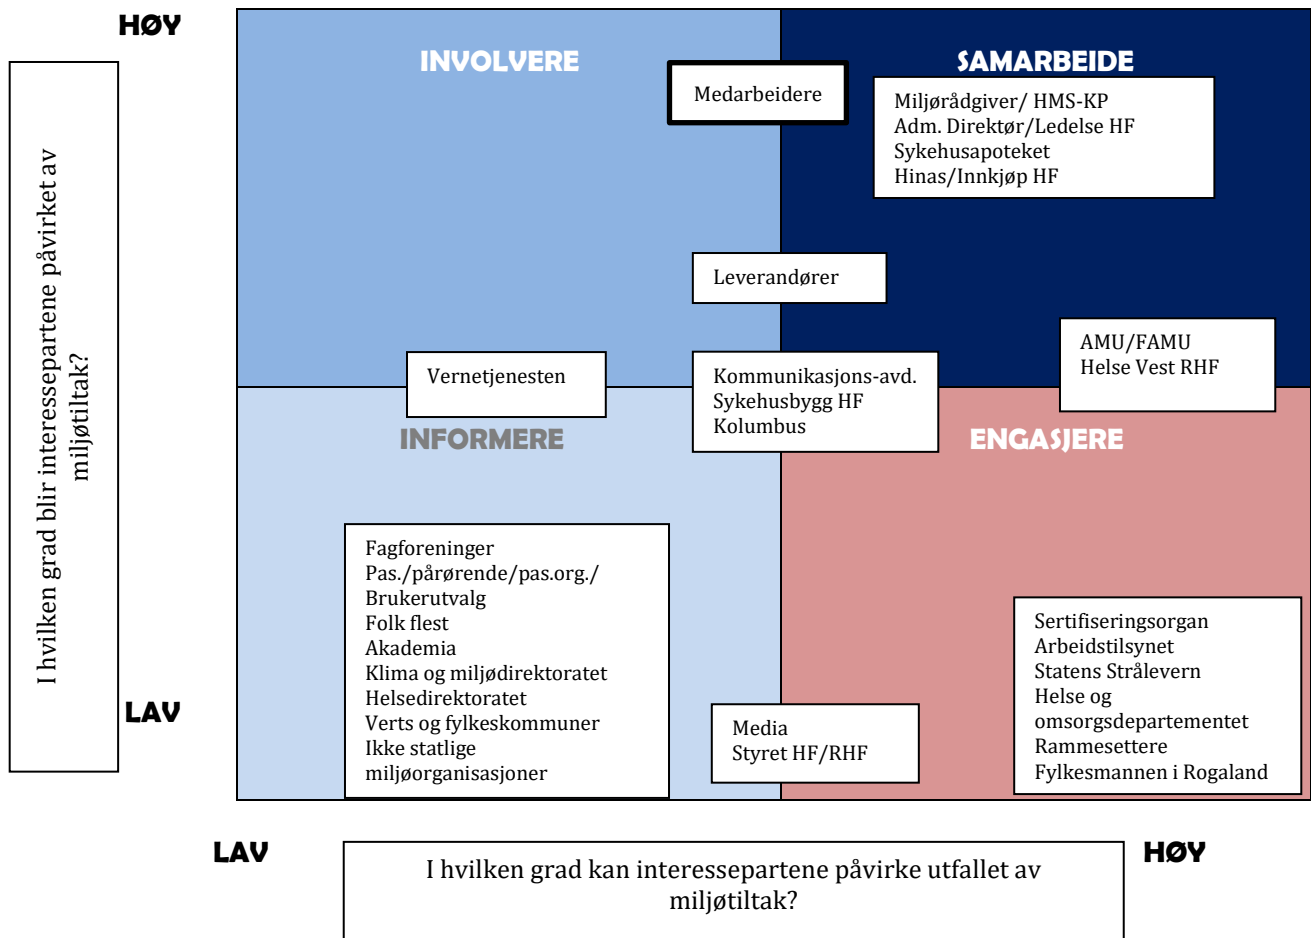 HØY
INVOLVERE
SAMARBEIDE
Medarbeidere
Miljørådgiver/ HMS-KP
Adm. Direktør/Ledelse HF
Sykehusapoteket
Hinas/Innkjøp HF
I hvilken grad blir interessepartene påvirket av
miljøtiltak?
Leverandører
AMU/FAMU
Helse Vest RHF
Vernetjenesten
Kommunikasjons-avd.
Sykehusbygg HF
Kolumbus
INFORMERE
ENGASJERE
Fagforeninger
Pas./pårørende/pas.org./
Brukerutvalg
Folk flest
Akademia
Klima og miljødirektoratet
Helsedirektoratet
Verts og fylkeskommuner
Ikke statlige
miljøorganisasjoner
Sertifiseringsorgan
Arbeidstilsynet
Statens Strålevern
Helse og
omsorgsdepartementet
Rammesettere
Fylkesmannen i Rogaland
LAV
Media
Styret HF/RHF
LAV
I hvilken grad kan interessepartene påvirke utfallet av
miljøtiltak?
HØY